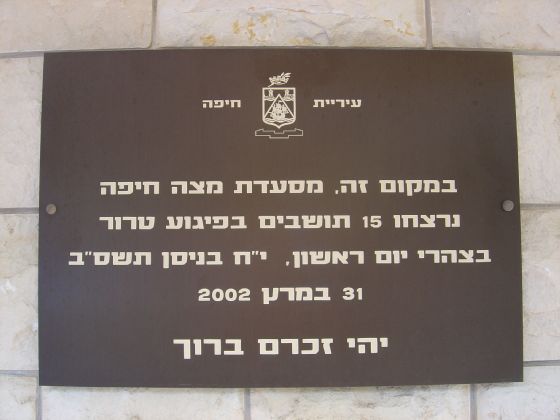 עיריית חיפה
במקום זה, מסעדת מצה חיפה
נרצחו 15 תושבים בפיגוע טרור
בצהרי יום ראשון, י"ח בניסן תשס"ב
31 במרץ 2002
יהי זכרם ברוך